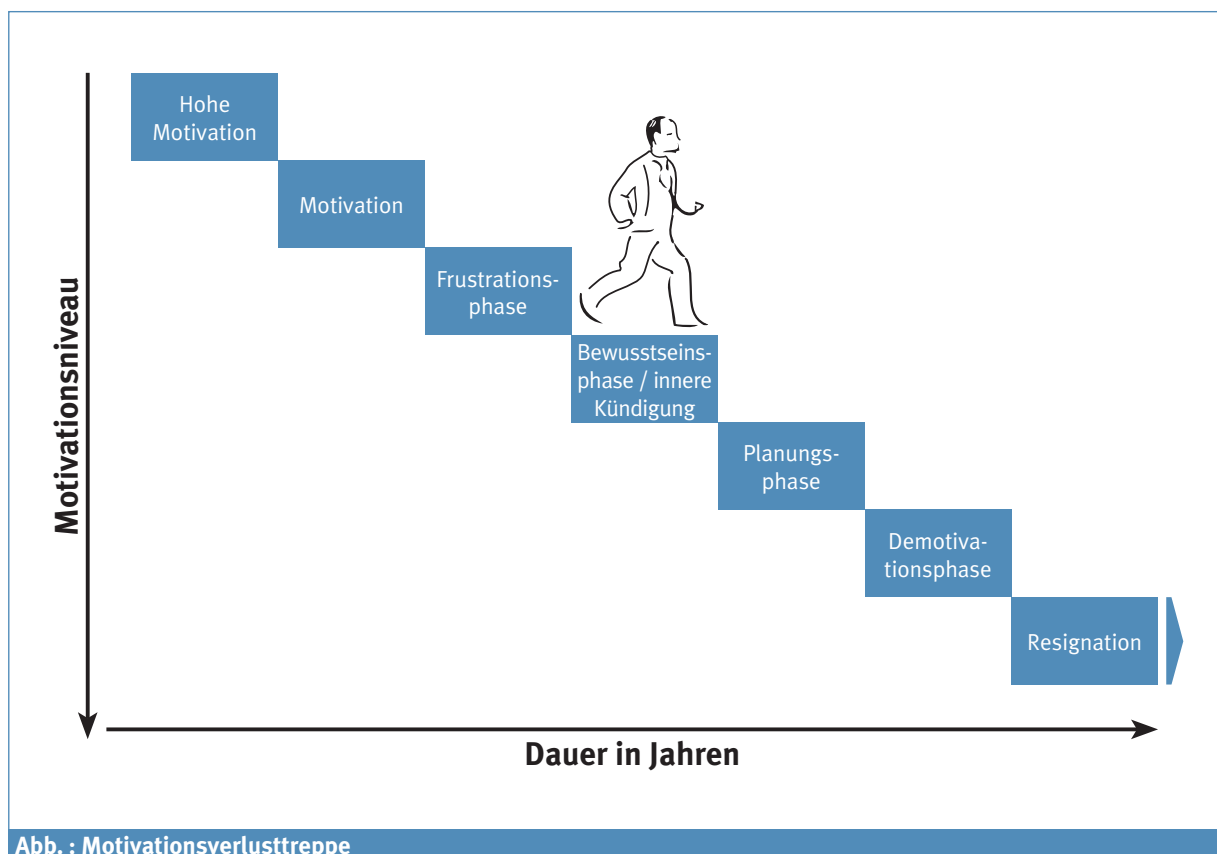 Hohe
Motivation
Motivation
Frustrations-
phase
Bewusstseins-
phase / innere
Kündigung
Planungs-
phase
Demotiva-
tionsphase
Resignation
Motivationsniveau
Dauer in Jahren
Abb. : Motivationsverlusttreppe